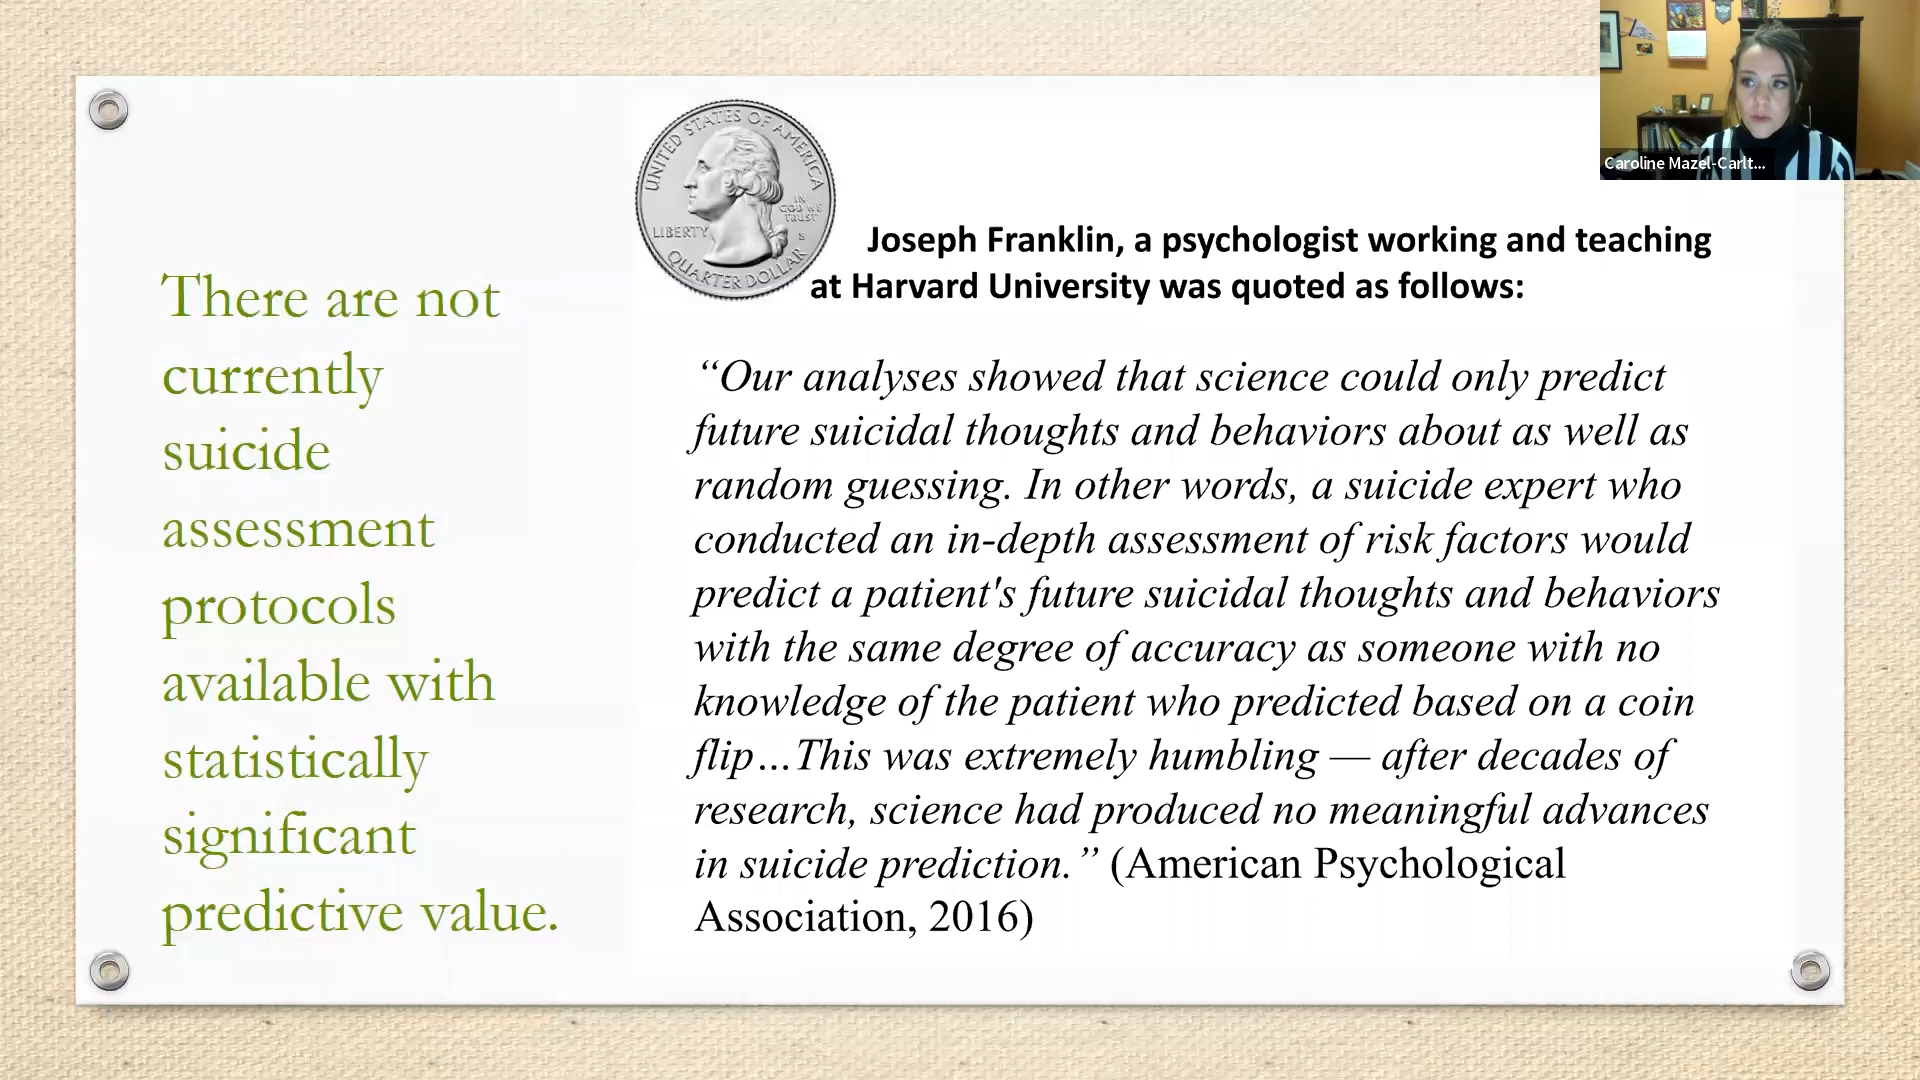 There are not
currently
suicide
assessment
protocols
available with
statistically
significant
predictive value.
UNITED STATES OF AMERICA
IN
GOD WE
TRUST
LIBERTY
S
QUARTER DOLLAR
Joseph Franklin, a psychologist working and teaching
at Harvard University was quoted as follows:
“Our analyses showed that science could only predict
future suicidal thoughts and behaviors about as well as
random guessing. In other words, a suicide expert who
conducted an in-depth assessment of risk factors would
predict a patient's future suicidal thoughts and behaviors
with the same degree of accuracy as someone with no
knowledge of the patient who predicted based on a coin
flip…This was extremely humbling — after decades of
research, science had produced no meaningful advances
in suicide prediction.” (American Psychological
Association, 2016)
Caroline Mazel-Carlt...